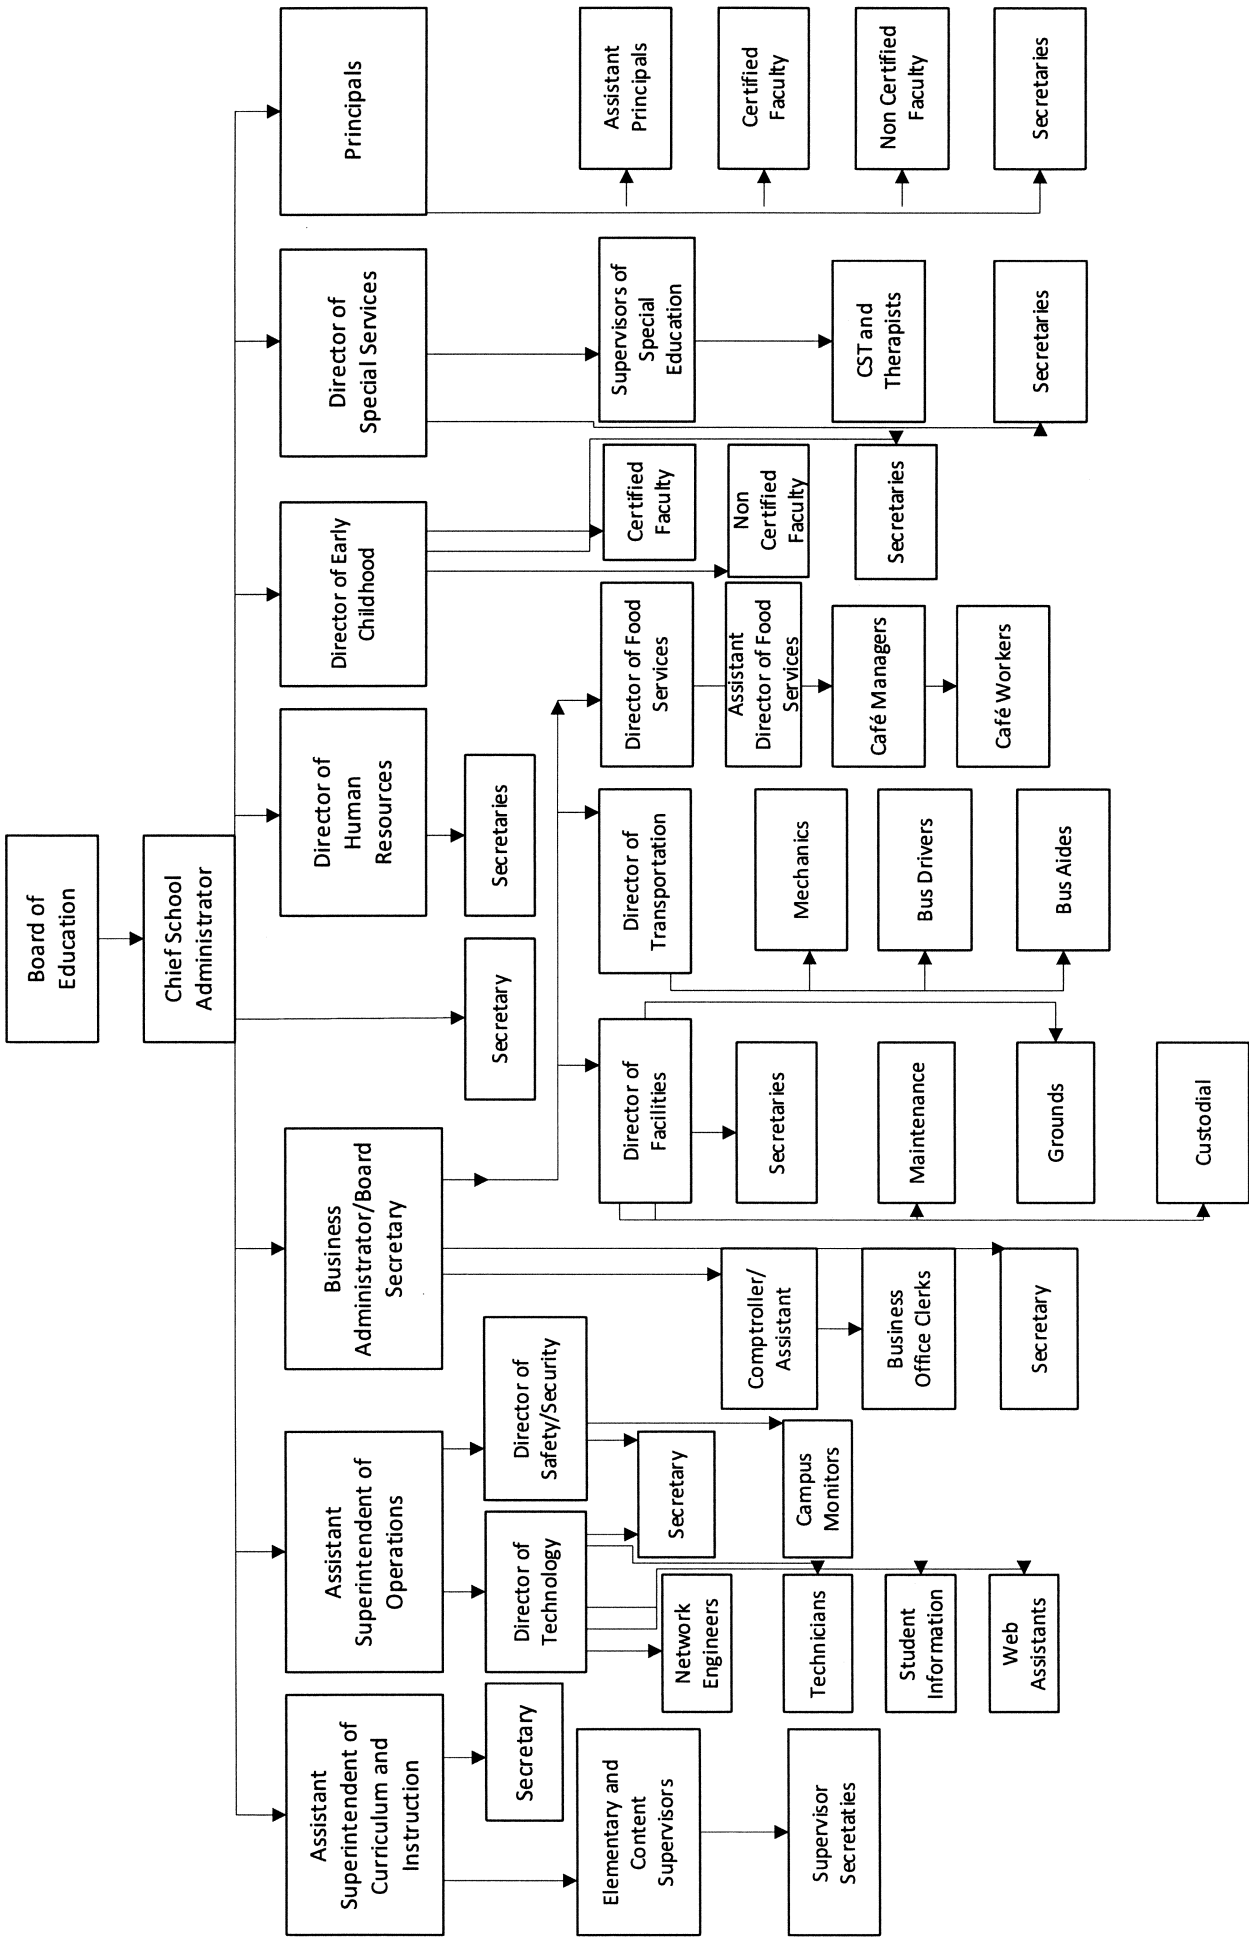 Board of
Education
Chief School
Administrator
Assistant
Superintendent of
Curriculum and
Instruction
Assistant
Superintendent of
Operations
Business
Administrator/Board
Secretary
Director of
Human
Resources
Director of Early
Childhood
Director of
Special Services
Principals
Secretary
Elementary and
Content
Supervisors
Supervisor
Secretaties
Director of
Technology
Director of
Safety/Security
Secretary
Network
Engineers
Technicians
Student
Information
Web
Assistants
Campus
Monitors
Comptroller/
Assistant
Business
Office Clerks
Secretary
Secretary
Director of
Facilities
Secretaries
Maintenance
Grounds
Custodial
Director of
Transportation
Mechanics
Bus Drivers
Bus Aides
Director of Food
Services
Assistant
Director of Food
Services
Café Managers
Café Workers
Secretaries
Certified
Faculty
Non
Certified
Faculty
Secretaries
Supervisors of
Special
Education
CST and
Therapists
Secretaries
Assistant
Principals
Certified
Faculty
Non Certified
Faculty
Secretaries